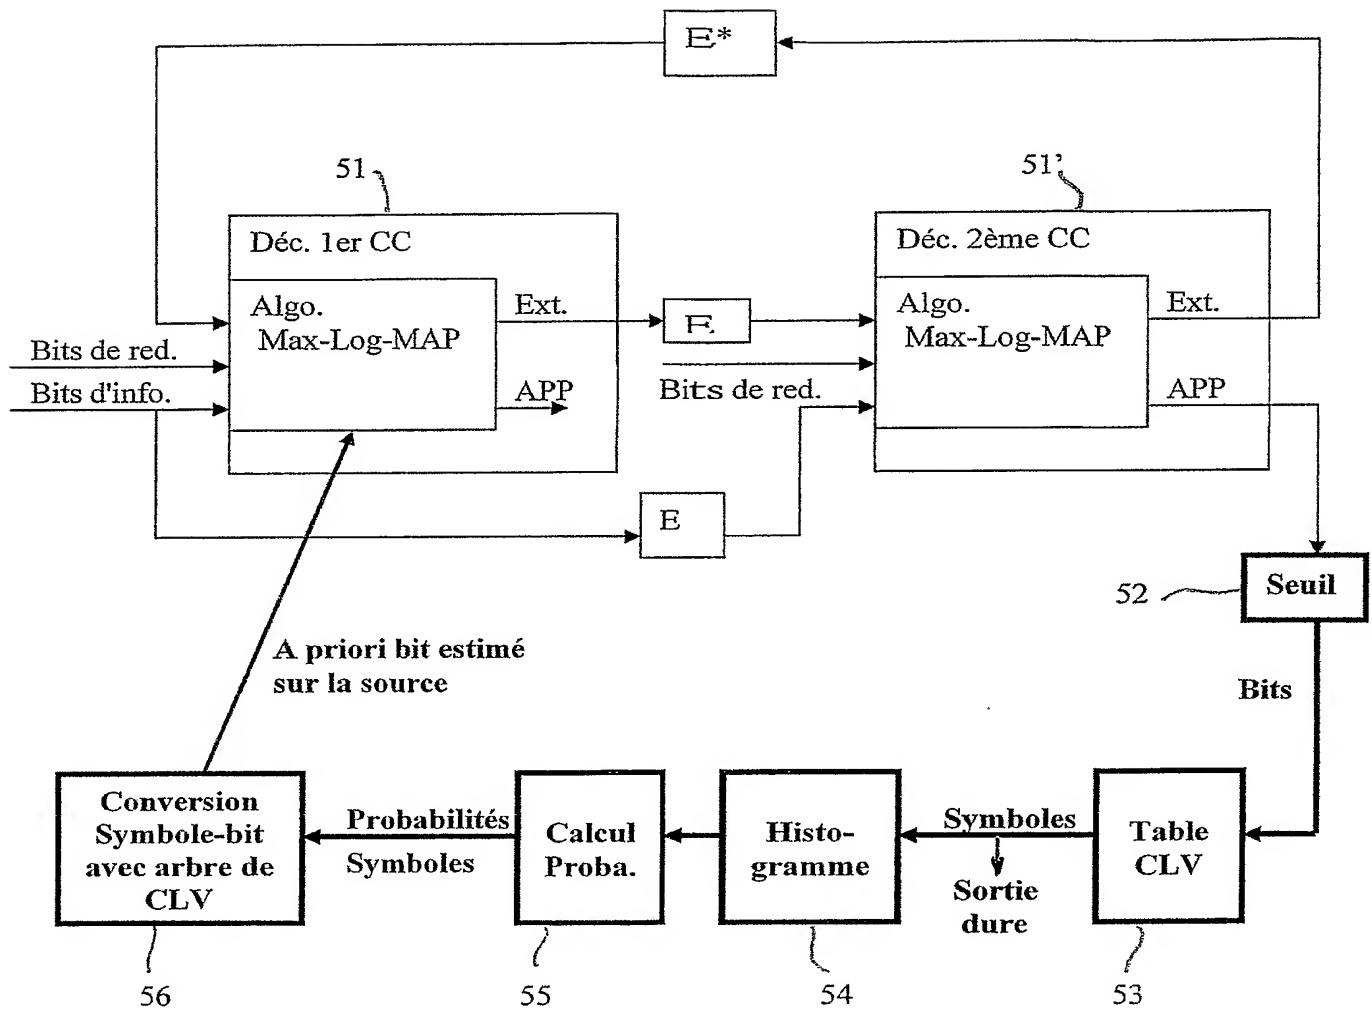 E*
51
51'
Déc. 1er CC
Déc. 2ème CC
Algo.
Max-Log-MAP
Ext.
APP
Bits de red.
Bits d'info.
E
Bits de red.
Algo.
Max-Log-MAP
Ext.
APP
E
52
Seuil
A priori bit estimé
sur la source
Bits
Conversion
Symbole-bit
avec arbre de
CLV
Probabilités
Symboles
Calcul
Proba.
Histo-
gramme
Symboles
Sortie
dure
Table
CLV
56
55
54
53